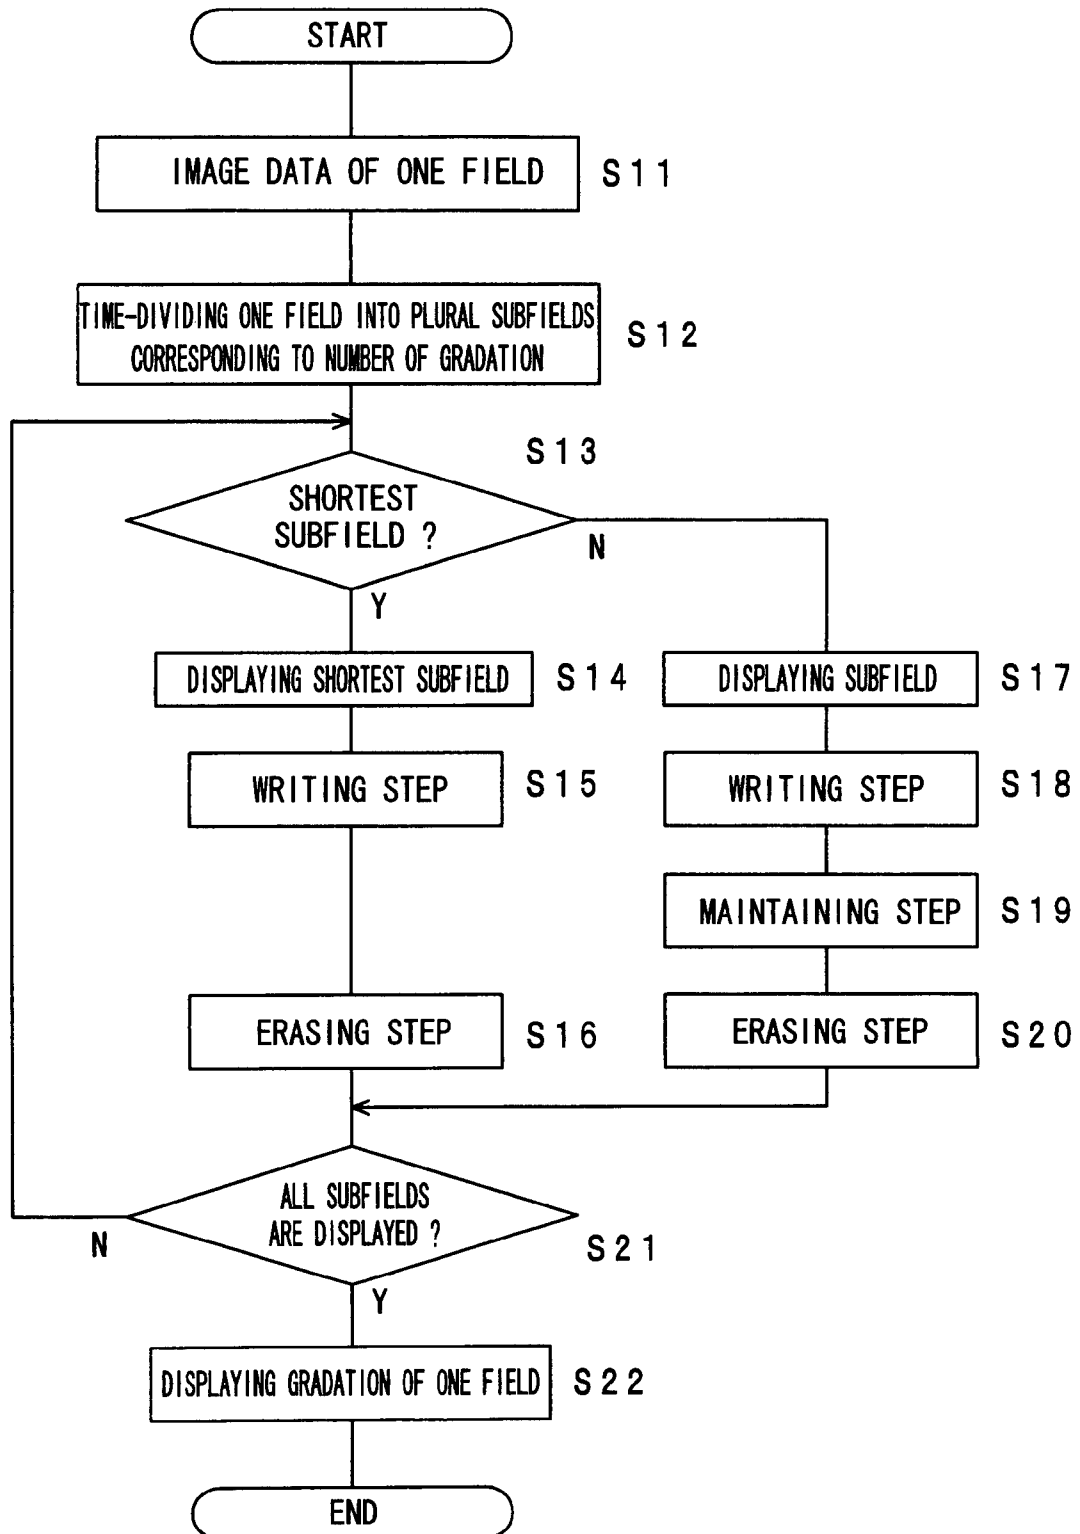 START
IMAGE DATA OF ONE FIELD S11
TIME-DIVIDING ONE FIELD INTO PLURAL SUBFIELDS
CORRESPONDING TO NUMBER OF GRADATION
S12
S13
SHORTEST
SUBFIELD ?
N
Y
DISPLAYING SHORTEST SUBFIELD S14
DISPLAYING SUBFIELD S17
WRITING STEP S15
WRITING STEP S18
MAINTAINING STEP S19
ERASING STEP S16
ERASING STEP S20
ALL SUBFIELDS
ARE DISPLAYED ?
N
S21
Y
DISPLAYING GRADATION OF ONE FIELD S22
END